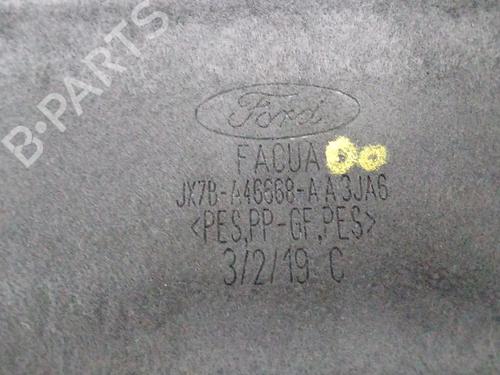 B-PARTS
Ford
FACUA
JX7B-A46668-AA3JA6
<PES,PP-GF,PES>
3/2/19 C